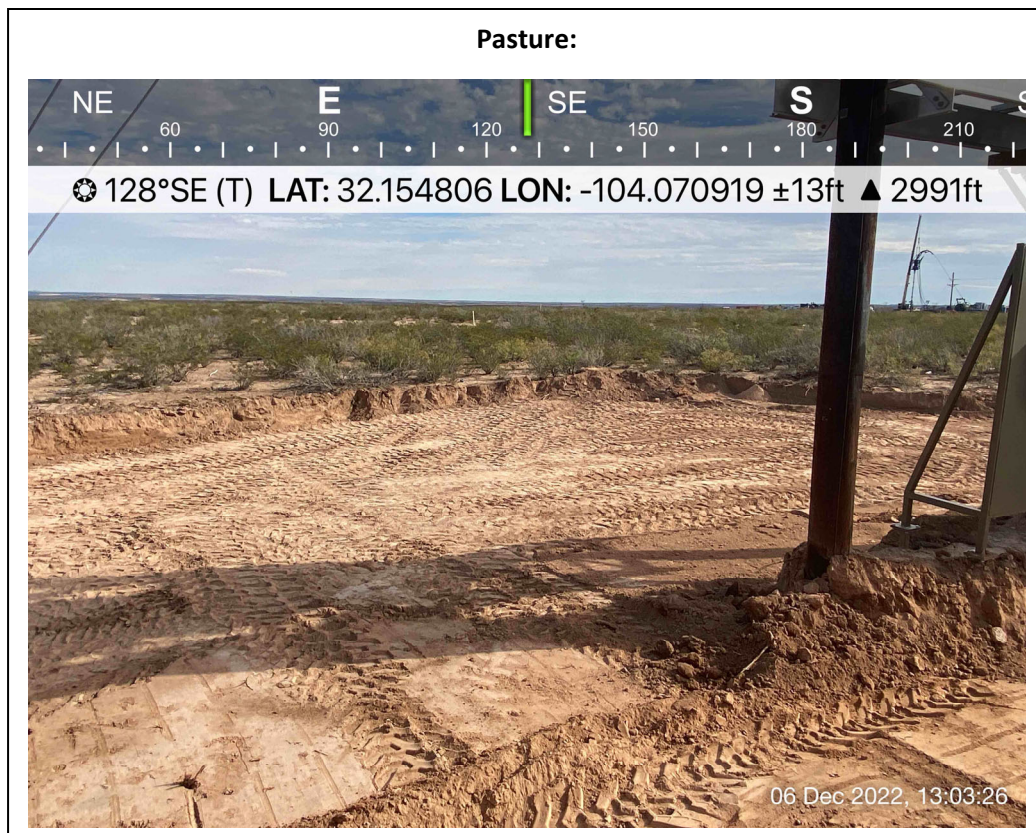 Pasture:
NE E SE S S
60 90 120 150 180 210
128°SE (T) LAT: 32.154806 LON: -104.070919 ±13ft ▲ 2991ft
06 Dec 2022, 13:03:26